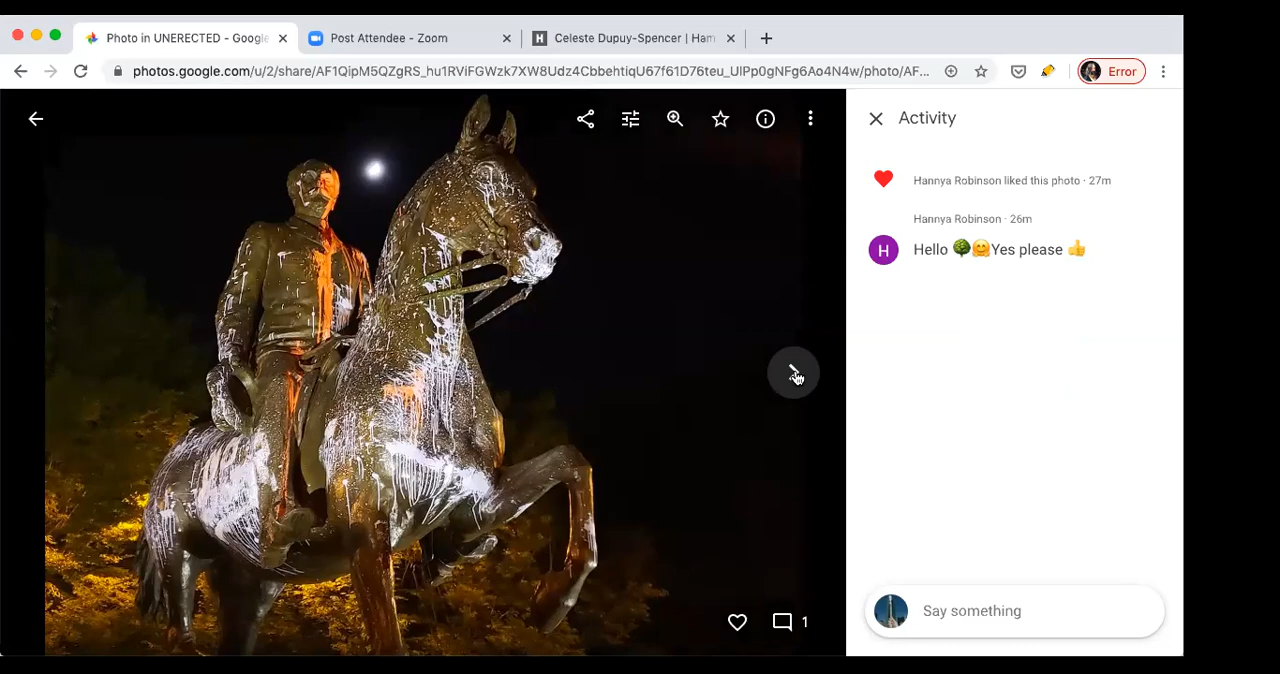 Photo in UNERECTED - Google
Post Attendee - Zoom
Celeste Dupuy-Spencer | Ham
photos.google.com/u/2/share/AF1QipM5QZgRS_hu1RViFGWzk7XW8Udz4CbbehtiqU67f61D76teu_UIPp0gNFg6Ao4N4w/photo/AF...
Error
Activity
Hannya Robinson liked this photo · 27m
Hannya Robinson · 26m
H
Hello 🌳🤗Yes please 👍
1
Say something